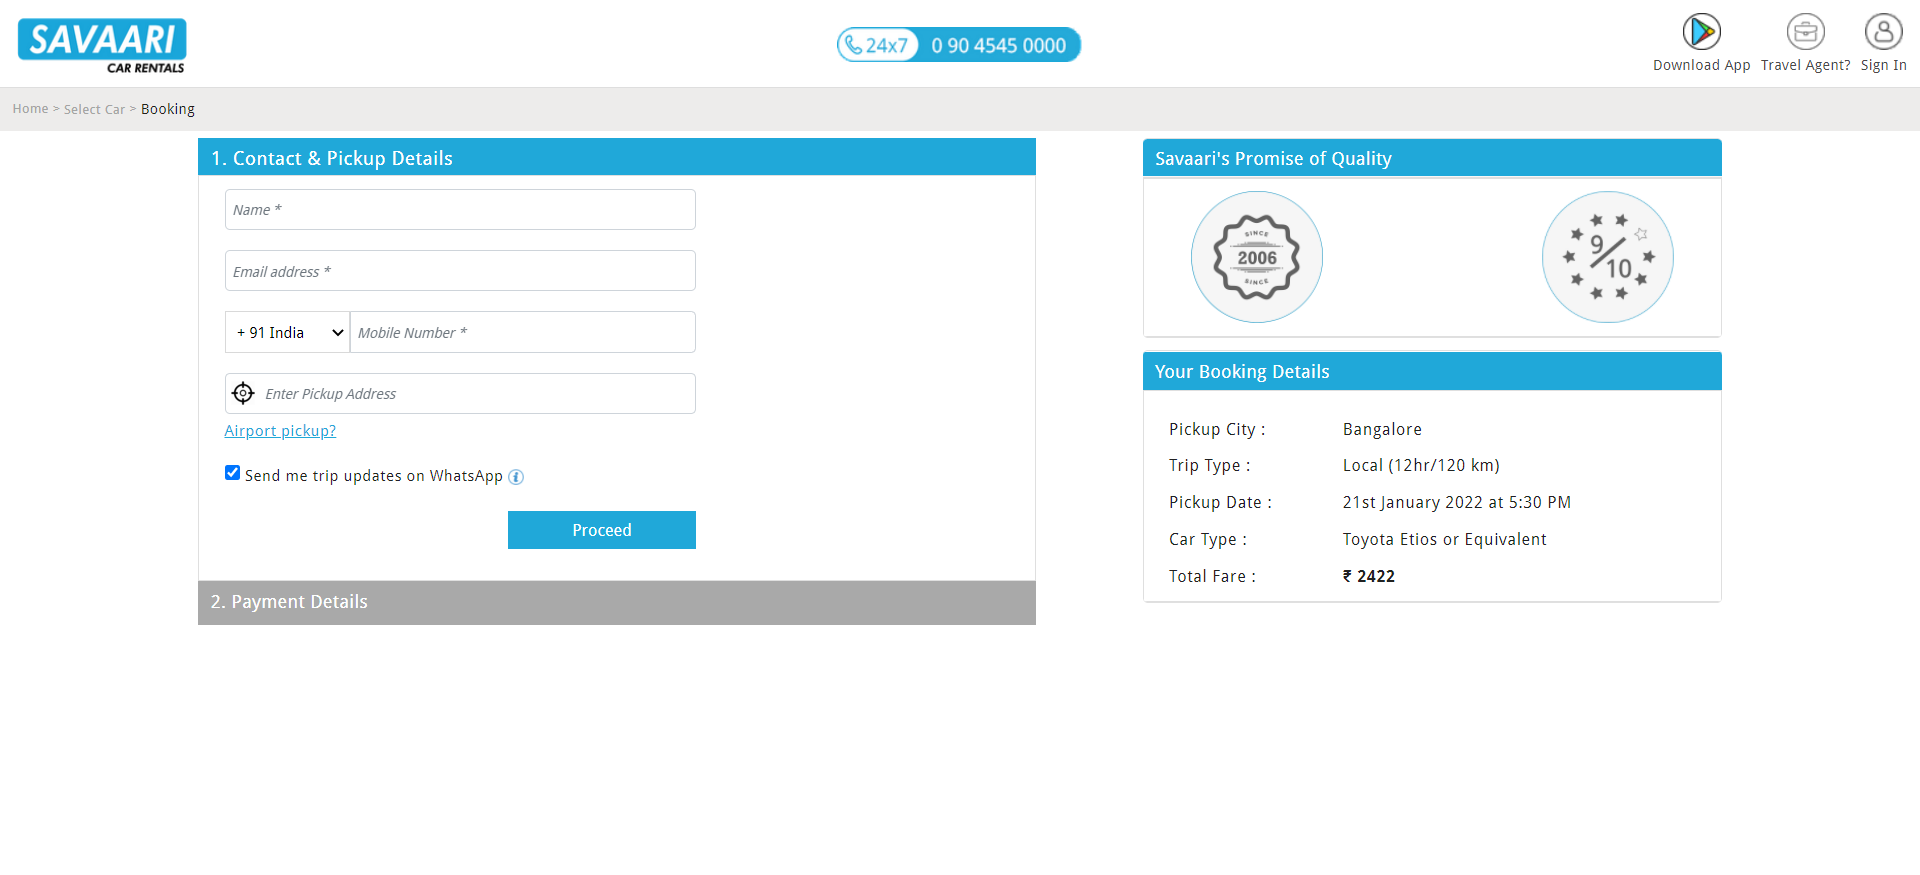 SAVAARI
CAR RENTALS
24x7 0 90 4545 0000
Download App
Travel Agent?
Sign In
Home > Select Car > Booking
1. Contact & Pickup Details
Name *
Email address *
+ 91 India
Mobile Number *
Enter Pickup Address
Airport pickup?
Send me trip updates on WhatsApp
Proceed
2. Payment Details
Savaari's Promise of Quality
SINCE
2006
SINCE
9/10
Your Booking Details
Pickup City : Bangalore
Trip Type : Local (12hr/120 km)
Pickup Date : 21st January 2022 at 5:30 PM
Car Type : Toyota Etios or Equivalent
Total Fare : ₹ 2422